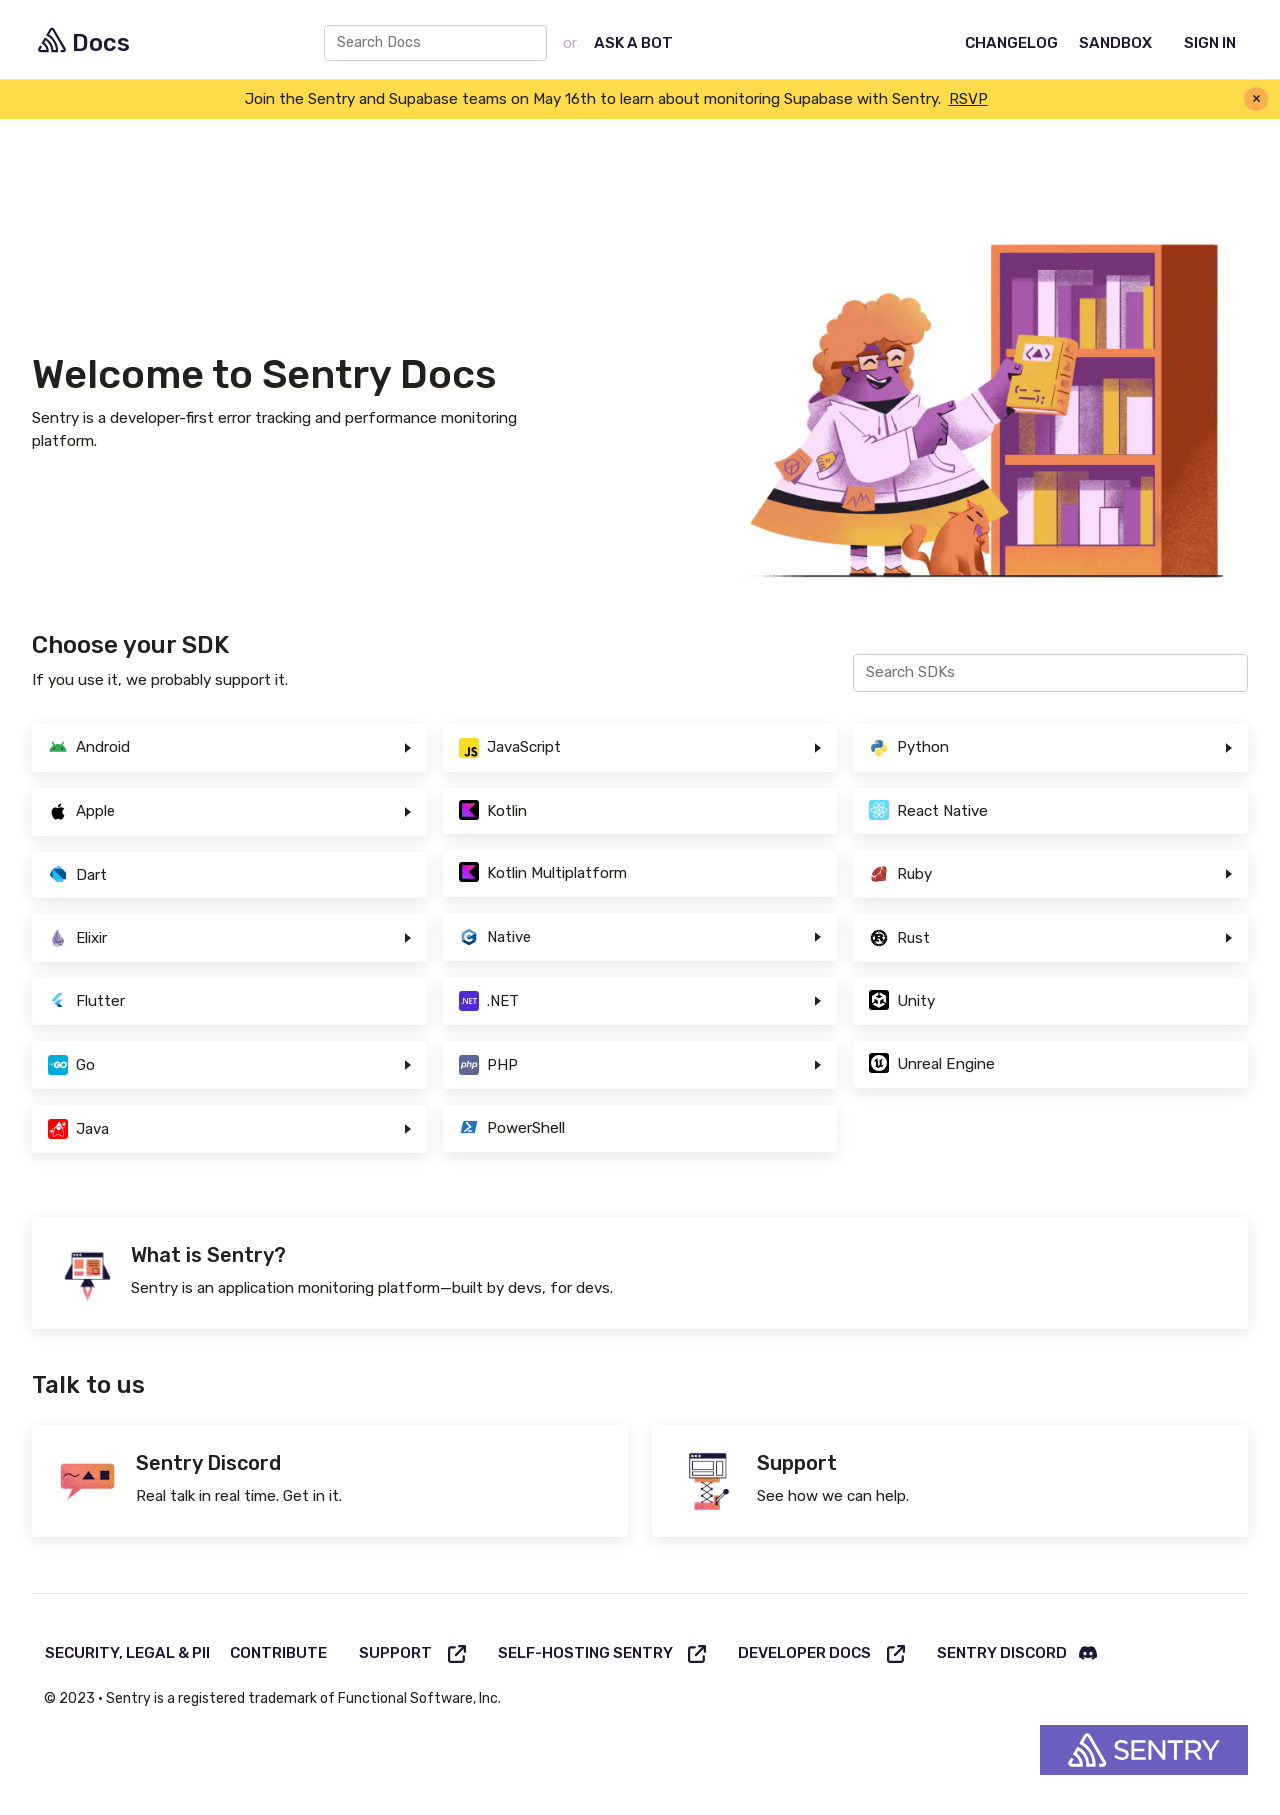 Docs
Search Docs
or
ASK A BOT
CHANGELOG
SANDBOX
SIGN IN
Join the Sentry and Supabase teams on May 16th to learn about monitoring Supabase with Sentry. RSVP
×
Welcome to Sentry Docs
Sentry is a developer-first error tracking and performance monitoring
platform.
Choose your SDK
If you use it, we probably support it.
Search SDKs
Android
Apple
Dart
Elixir
Flutter
GO Go
Java
JS JavaScript
Kotlin
Kotlin Multiplatform
C Native
.NET .NET
php PHP
PowerShell
Python
React Native
Ruby
R Rust
Unity
U Unreal Engine
What is Sentry?
Sentry is an application monitoring platform—built by devs, for devs.
Talk to us
Sentry Discord
Real talk in real time. Get in it.
Support
See how we can help.
SECURITY, LEGAL & PII
CONTRIBUTE
SUPPORT
SELF-HOSTING SENTRY
DEVELOPER DOCS
SENTRY DISCORD
© 2023 • Sentry is a registered trademark of Functional Software, Inc.
SENTRY